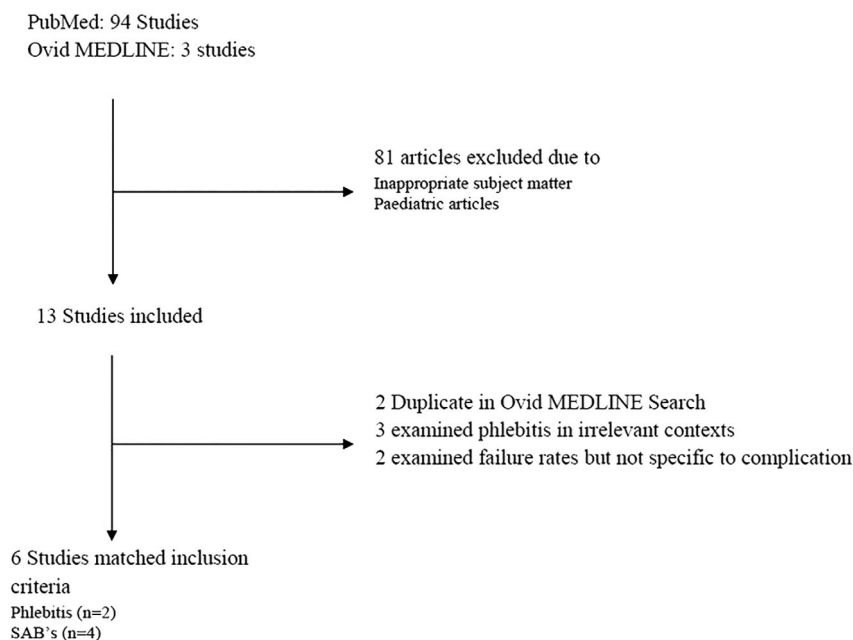 PubMed: 94 Studies
Ovid MEDLINE: 3 studies
81 articles excluded due to
Inappropriate subject matter
Paediatric articles
13 Studies included
2 Duplicate in Ovid MEDLINE Search
3 examined phlebitis in irrelevant contexts
2 examined failure rates but not specific to complication
6 Studies matched inclusion
criteria
Phlebitis (n=2)
SAB's (n=4)